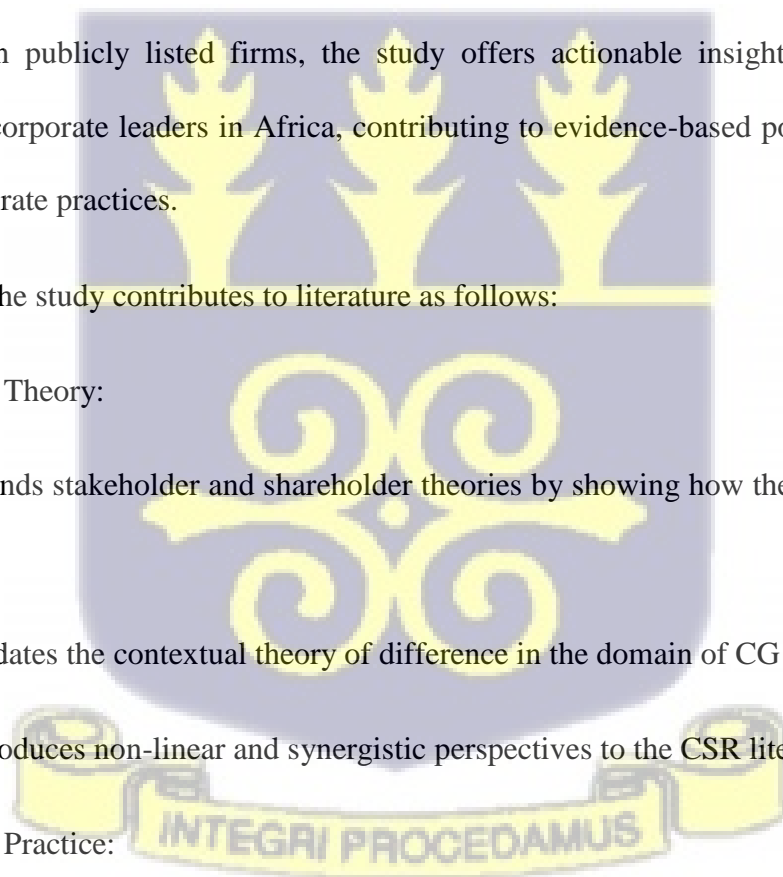 n publicly listed firms, the study offers actionable insight
corporate leaders in Africa, contributing to evidence-based po
rate practices.
he study contributes to literature as follows:
Theory:
nds stakeholder and shareholder theories by showing how the
dates the contextual theory of difference in the domain of CG
oduces non-linear and synergistic perspectives to the CSR lite
Practice:
INTEGRI PROCEDAMUS